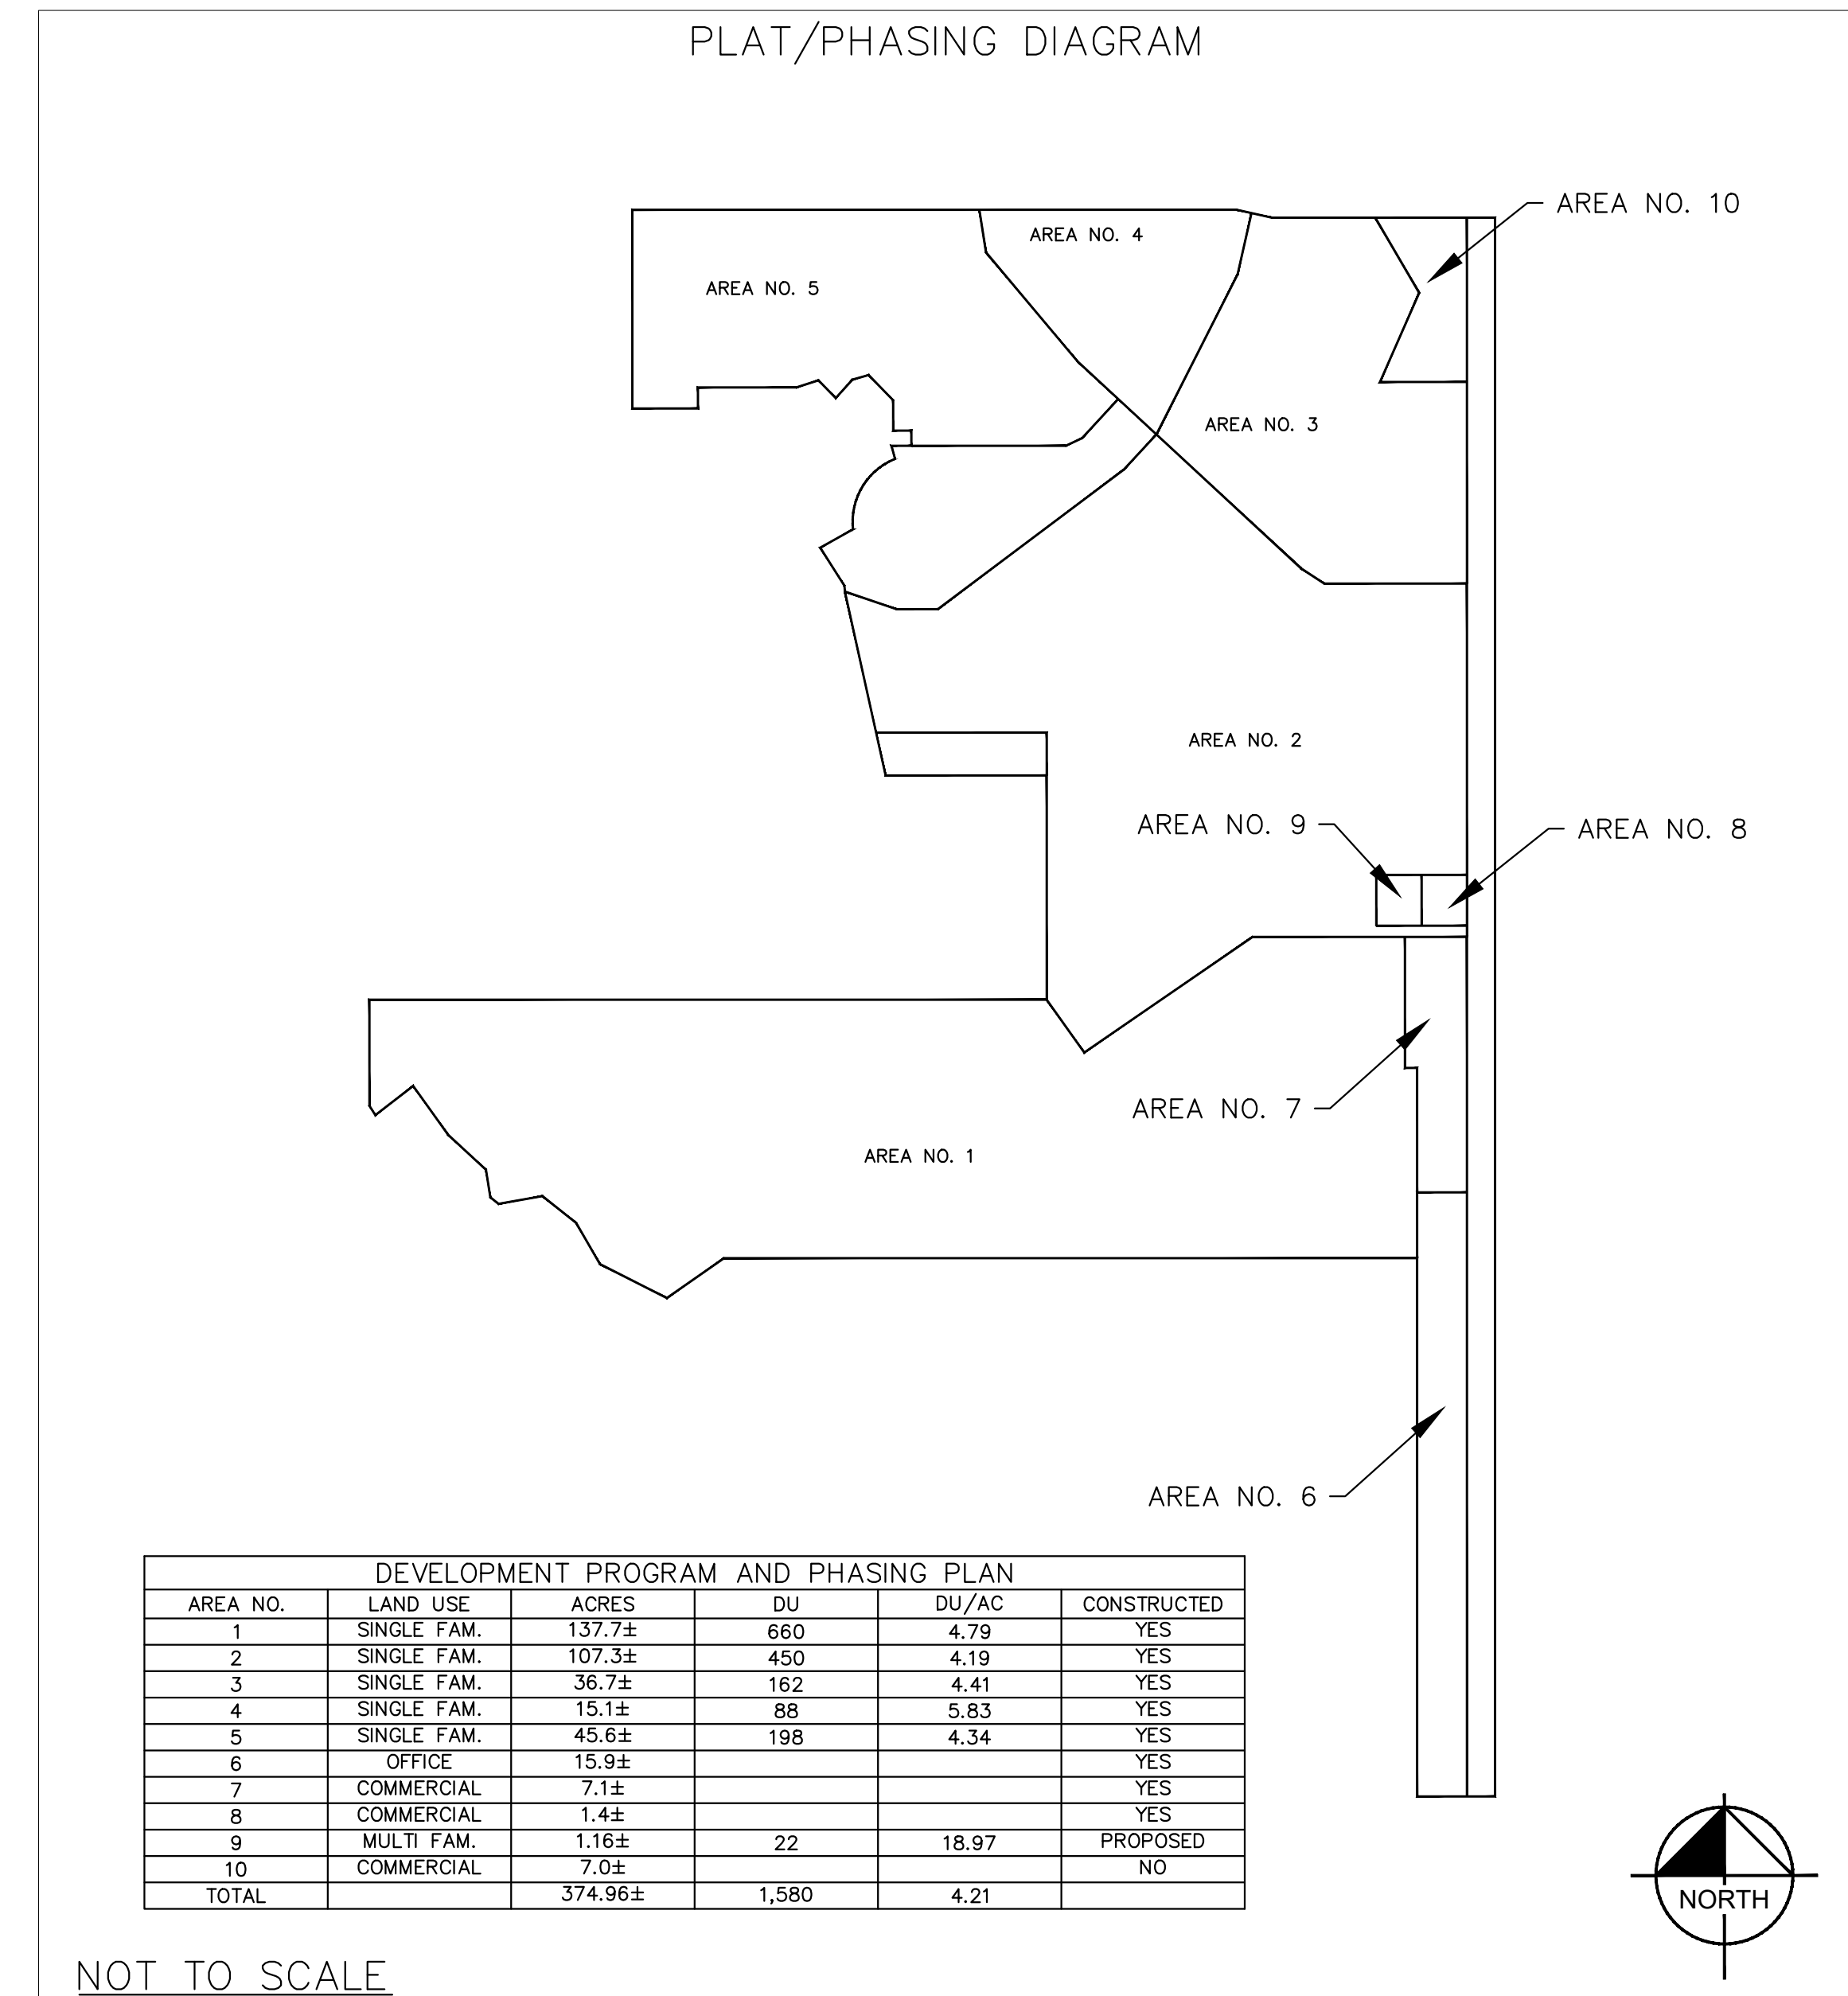 PLAT/PHASING DIAGRAM
AREA NO. 10
AREA NO. 4
AREA NO. 5
AREA NO. 3
AREA NO. 2
AREA NO. 9
AREA NO. 8
AREA NO. 7
AREA NO. 1
AREA NO. 6
DEVELOPMENT PROGRAM AND PHASING PLAN
AREA NO. LAND USE ACRES DU DU/AC CONSTRUCTED
1 SINGLE FAM. 137.7± 660 4.79 YES
2 SINGLE FAM. 107.3± 450 4.19 YES
3 SINGLE FAM. 36.7± 162 4.41 YES
4 SINGLE FAM. 15.1± 88 5.83 YES
5 SINGLE FAM. 45.6± 198 4.34 YES
6 OFFICE 15.9± YES
7 COMMERCIAL 7.1± YES
8 COMMERCIAL 1.4± YES
9 MULTI FAM. 1.16± 22 18.97 PROPOSED
10 COMMERCIAL 7.0± NO
TOTAL 374.96± 1,580 4.21
NORTH
NOT TO SCALE